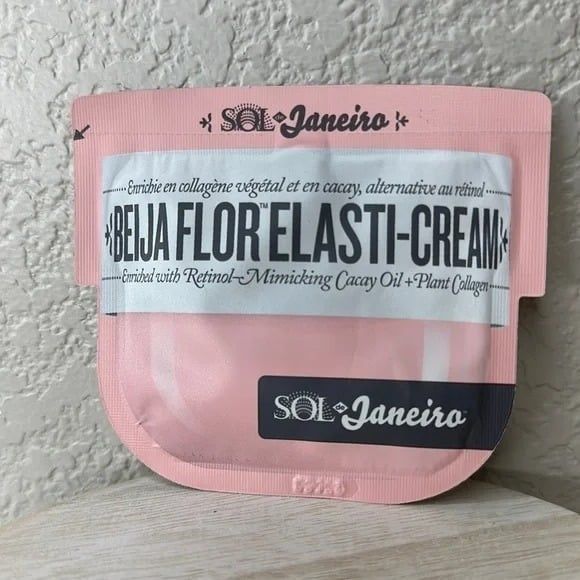 SOL DE Janeiro
Enrichie en collagène végétal et en cacay, alternative au rétinol
BEIJA FLOR™ ELASTI-CREAM
Enriched with Retinol-Mimicking Cacay Oil + Plant Collagen
SOL DE Janeiro